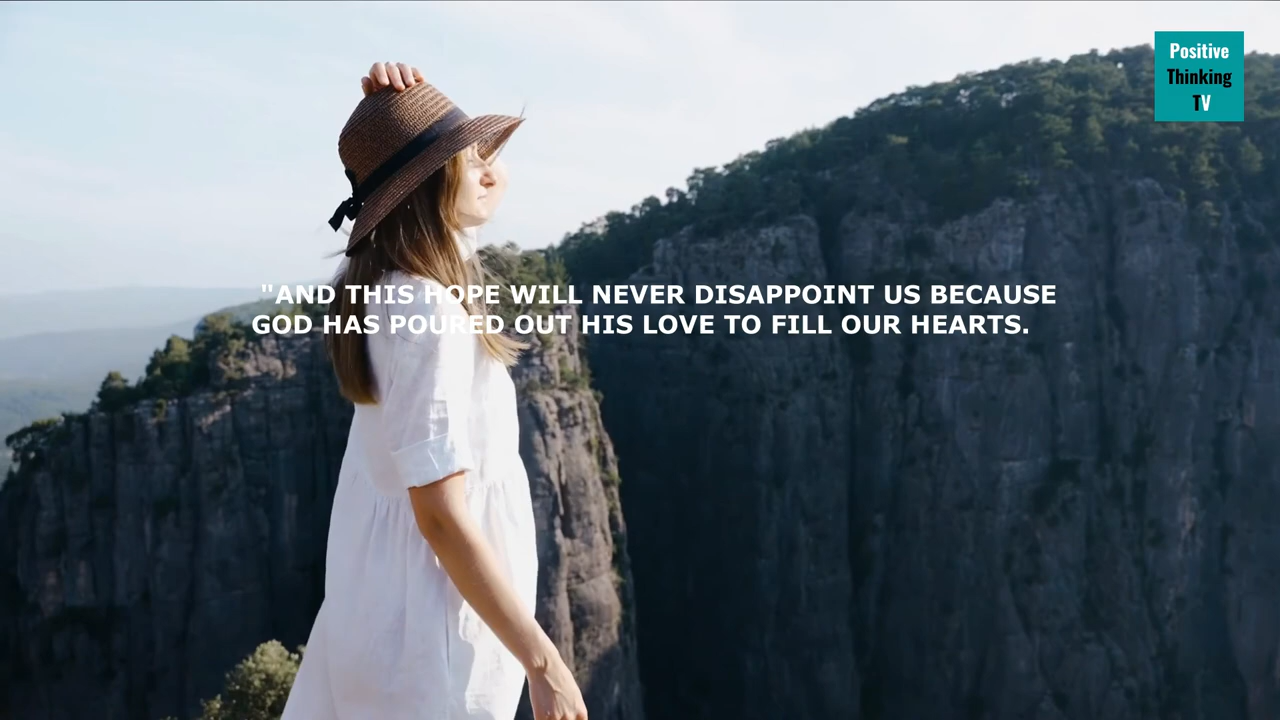 Positive
Thinking
TV
"AND THIS HOPE WILL NEVER DISAPPOINT US BECAUSE
GOD HAS POURED OUT HIS LOVE TO FILL OUR HEARTS.